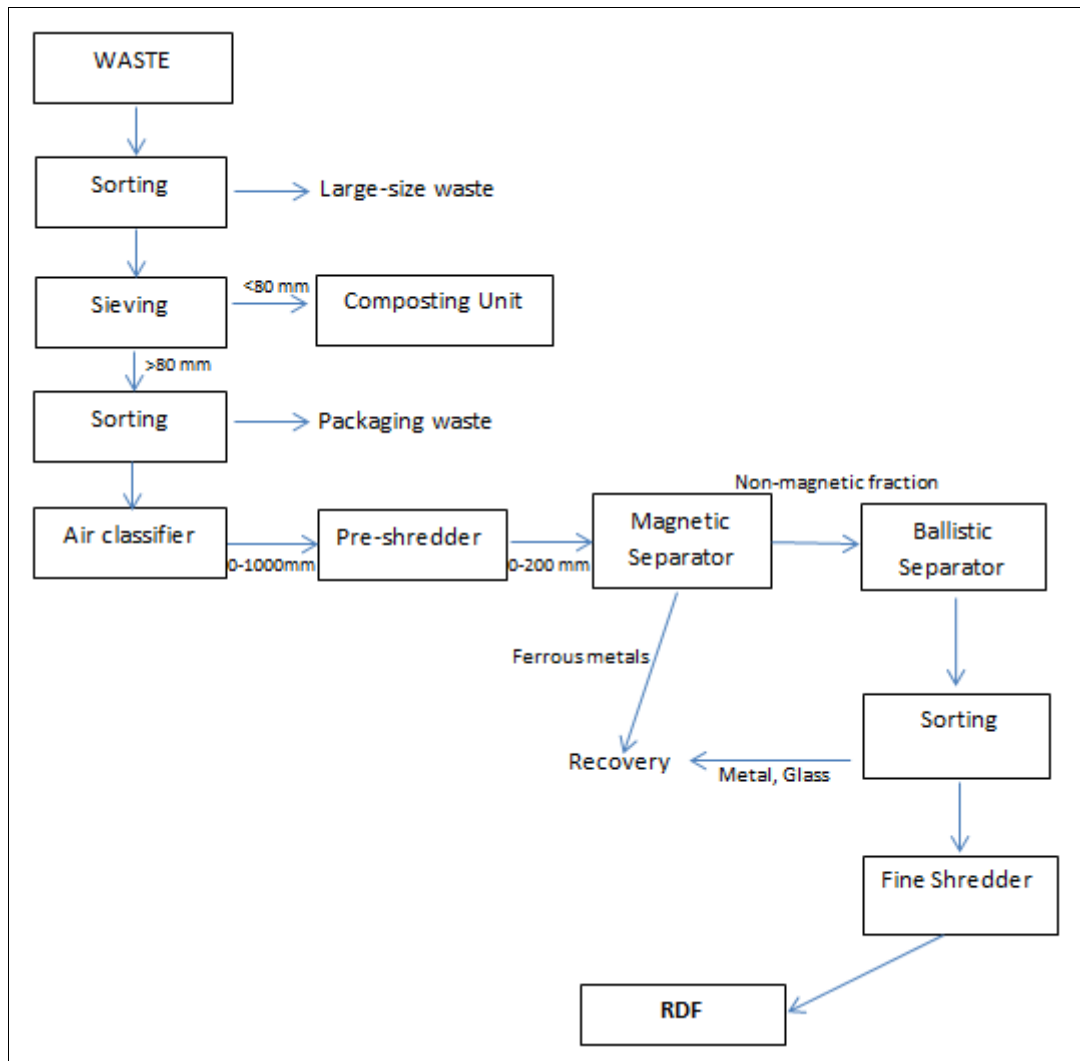 WASTE
Sorting
Large-size waste
Sieving
<80 mm
Composting Unit
>80 mm
Sorting
Packaging waste
Air classifier
0-1000mm
Pre-shredder
0-200 mm
Magnetic
Separator
Non-magnetic fraction
Ballistic
Separator
Ferrous metals
Sorting
Recovery
Metal, Glass
Fine Shredder
RDF